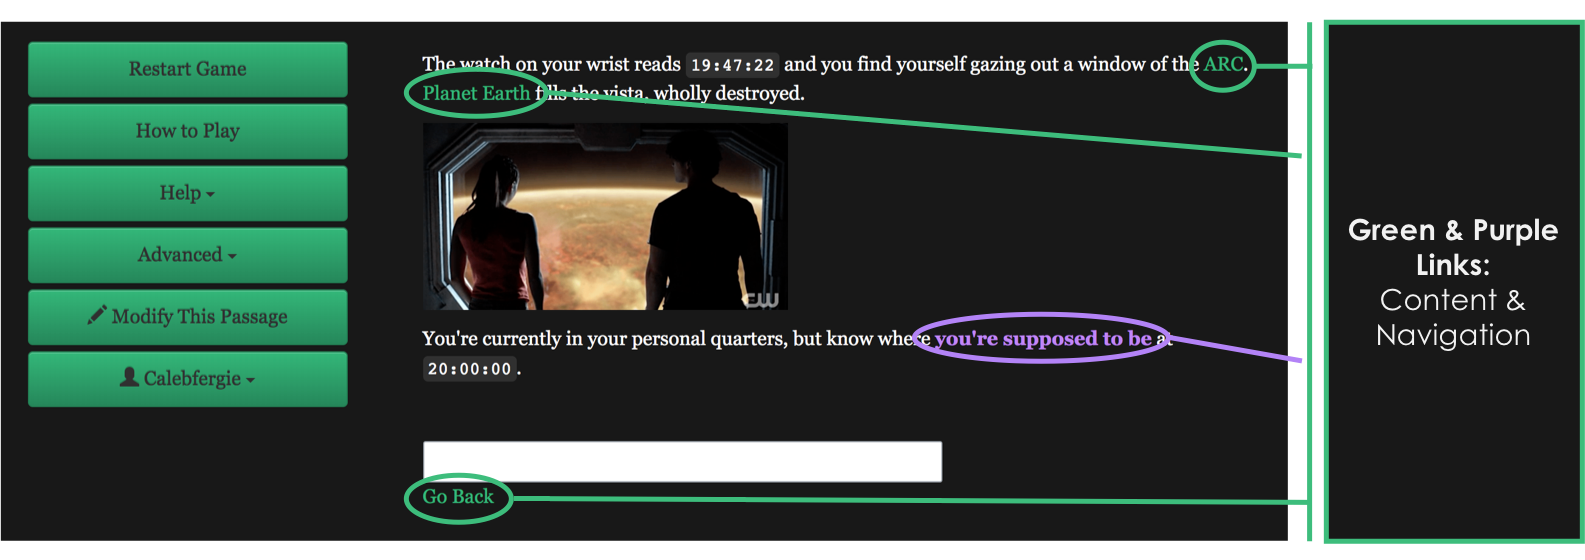 Restart Game
How to Play
Help
Advanced
Modify This Passage
Calebfergie
The watch on your wrist reads 19:47:22 and you find yourself gazing out a window of the ARC.
Planet Earth fills the vista, wholly destroyed.
CW
You're currently in your personal quarters, but know where you're supposed to be at
20:00:00.
Go Back
Green & Purple
Links:
Content &
Navigation